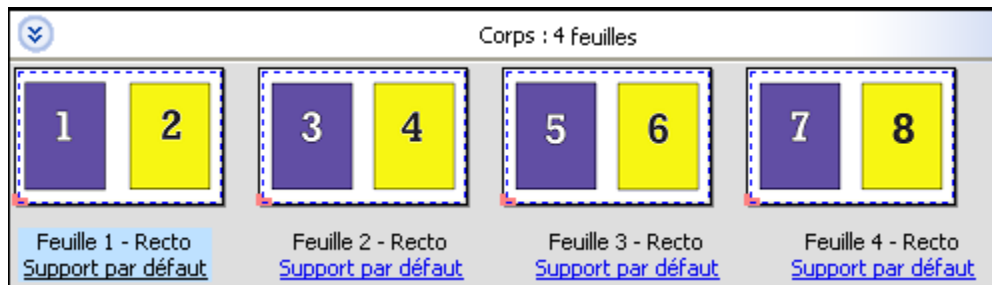 Corps : 4 feuilles
1 2 3 4 5 6 7 8
Feuille 1 - Recto Feuille 2 - Recto Feuille 3 - Recto Feuille 4 - Recto
Support par défaut Support par défaut Support par défaut Support par défaut